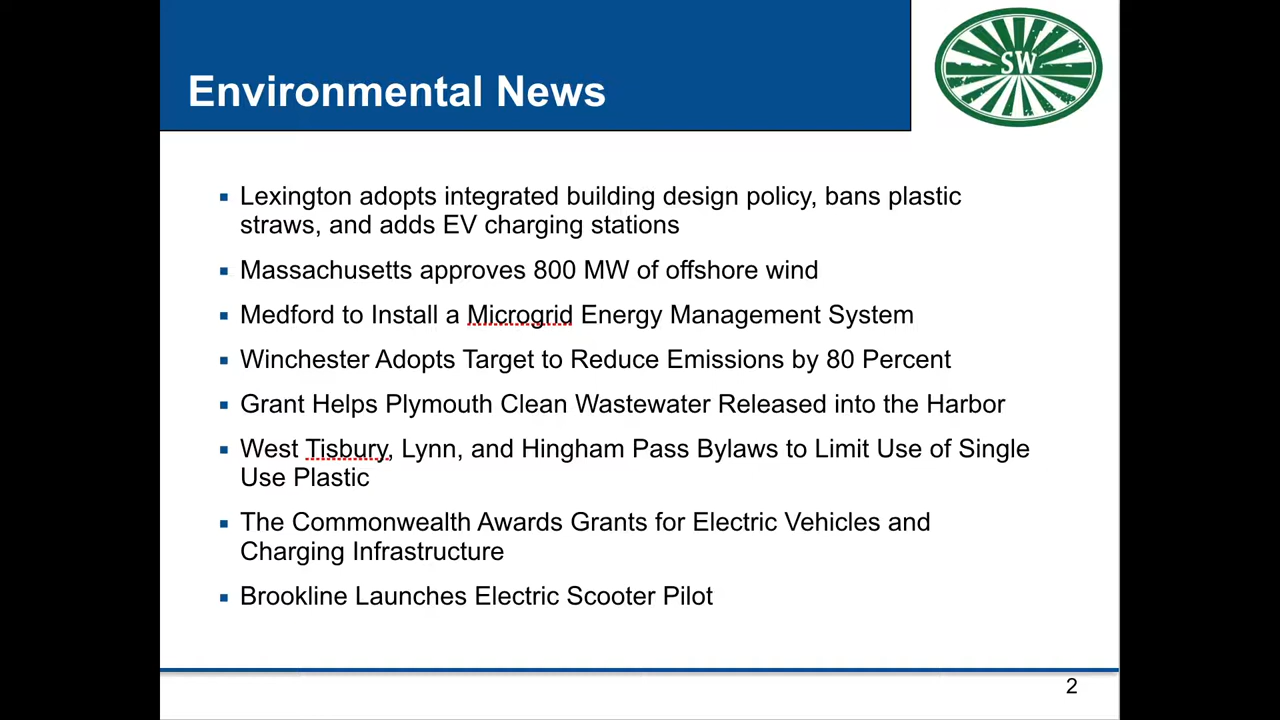 Environmental News
SW
Lexington adopts integrated building design policy, bans plastic
straws, and adds EV charging stations
Massachusetts approves 800 MW of offshore wind
Medford to Install a Microgrid Energy Management System
Winchester Adopts Target to Reduce Emissions by 80 Percent
Grant Helps Plymouth Clean Wastewater Released into the Harbor
West Tisbury, Lynn, and Hingham Pass Bylaws to Limit Use of Single
Use Plastic
The Commonwealth Awards Grants for Electric Vehicles and
Charging Infrastructure
Brookline Launches Electric Scooter Pilot
2